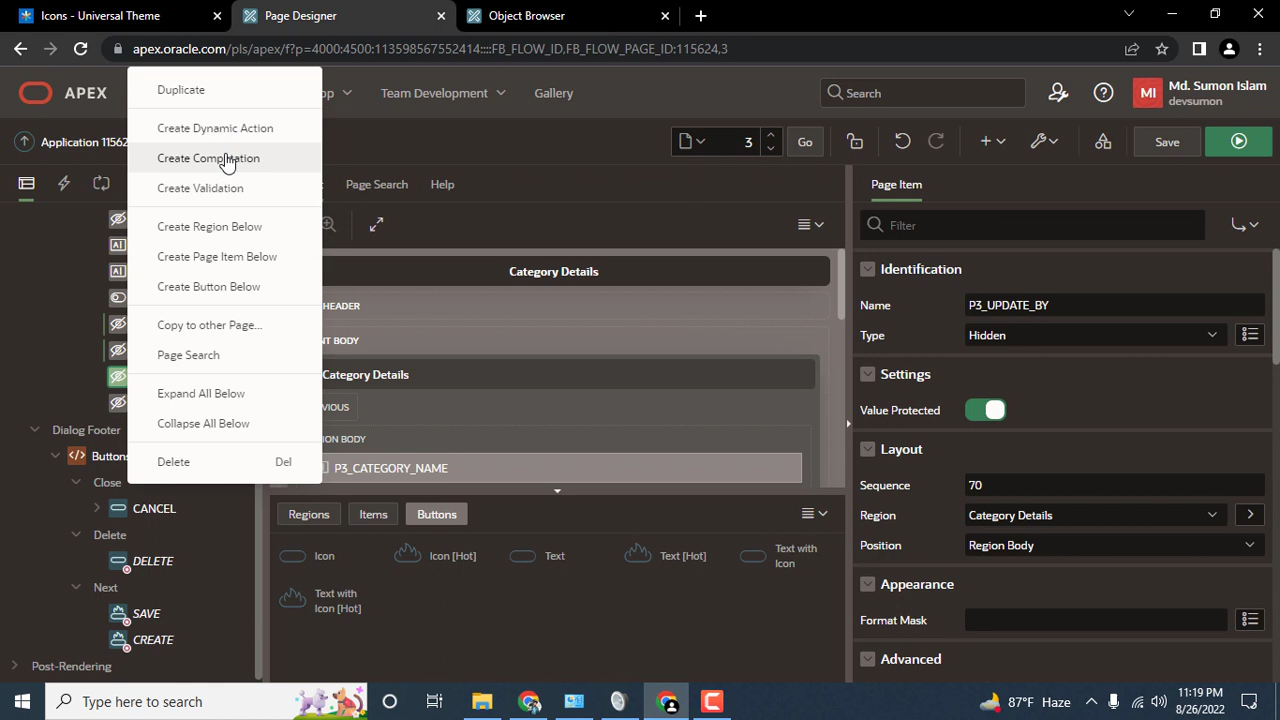 Icons - Universal Theme
Page Designer
Object Browser
apex.oracle.com/pls/apex/f?p=4000:4500:113598567552414::::FB_FLOW_ID,FB_FLOW_PAGE_ID:115624,3
APEX
Team Development
Gallery
Search
MI
Md. Sumon Islam
devsumon
Application 11562
3
Go
Save
Page Search
Help
Duplicate
Create Dynamic Action
Create Computation
Create Validation
Create Region Below
Create Page Item Below
Create Button Below
Copy to other Page...
Page Search
Expand All Below
Collapse All Below
Delete Del
Dialog Footer
Buttons
Close
CANCEL
Delete
DELETE
Next
SAVE
CREATE
Post-Rendering
Category Details
HEADER
NT BODY
Category Details
VIOUS
ION BODY
P3_CATEGORY_NAME
Regions
Items
Buttons
Icon
Icon [Hot]
Text
Text [Hot]
Text with
Icon
Text with
Icon [Hot]
Page Item
Filter
Identification
Name P3_UPDATE_BY
Type Hidden
Settings
Value Protected
Layout
Sequence 70
Region Category Details
Position Region Body
Appearance
Format Mask
Advanced
Type here to search
87°F Haze
11:19 PM
8/26/2022